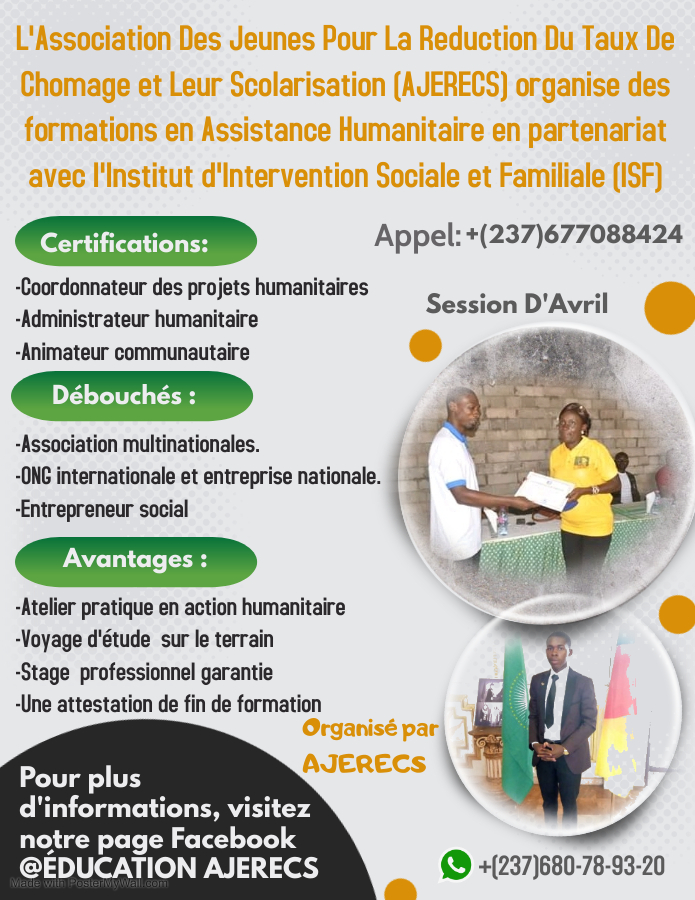 L'Association Des Jeunes Pour La Reduction Du Taux De
Chomage et Leur Scolarisation (AJERECS) organise des
formations en Assistance Humanitaire en partenariat
avec l'Institut d'Intervention Sociale et Familiale (ISF)
Appel:+(237)677088424
Certifications:
-Coordonnateur des projets humanitaires
-Administrateur humanitaire
-Animateur communautaire
Session D'Avril
Débouchés :
-Association multinationales.
-ONG internationale et entreprise nationale.
-Entrepreneur social
Avantages :
-Atelier pratique en action humanitaire
-Voyage d'étude sur le terrain
-Stage professionnel garantie
-Une attestation de fin de formation
Organisé par
AJERECS
Pour plus
d'informations, visitez
notre page Facebook
@ÉDUCATION AJERECS
Made with PosterMyWall.com
+(237)680-78-93-20